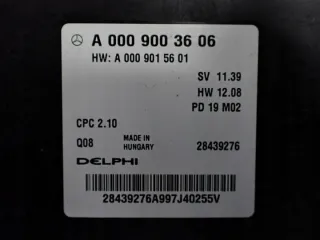 A 000 900 36 06
HW: A 000 901 56 01
SV 11.39
HW 12.08
PD 19 M02
CPC 2.10
Q08 MADE IN HUNGARY 28439276
DELPHI
28439276A997J40255V